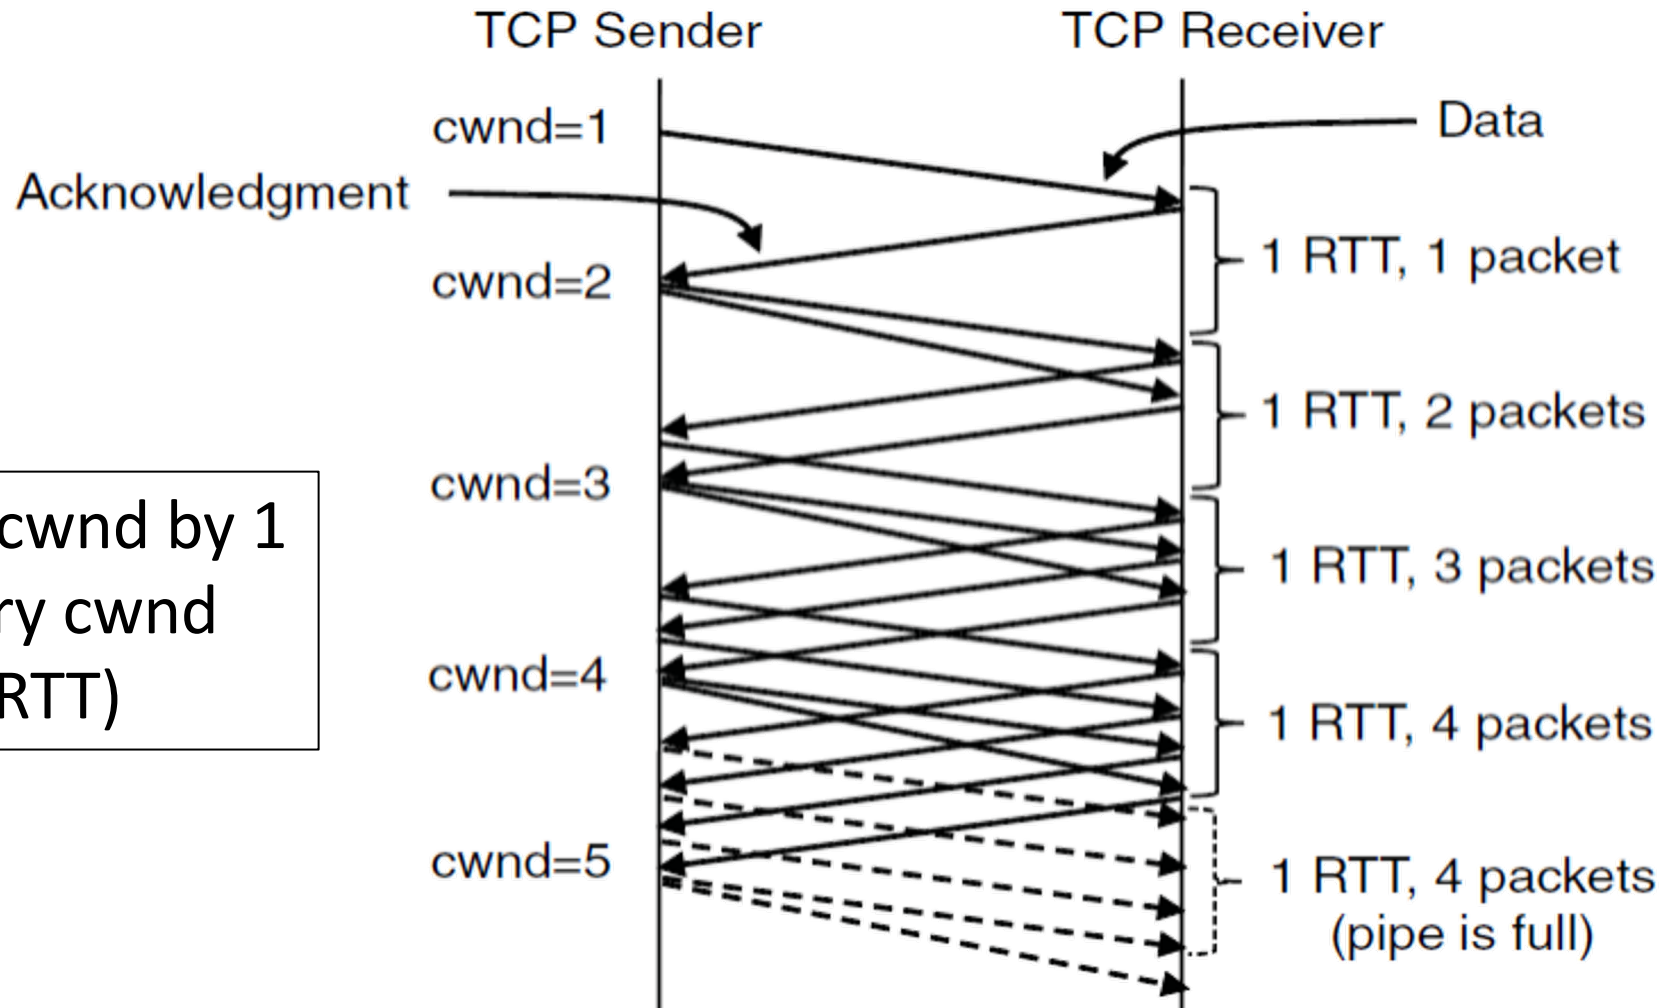 TCP Sender
TCP Receiver
cwnd=1
Data
Acknowledgment
1 RTT, 1 packet
cwnd=2
1 RTT, 2 packets
cwnd=3
cwnd by 1
ry cwnd
RTT)
1 RTT, 3 packets
cwnd=4
1 RTT, 4 packets
cwnd=5
1 RTT, 4 packets
(pipe is full)